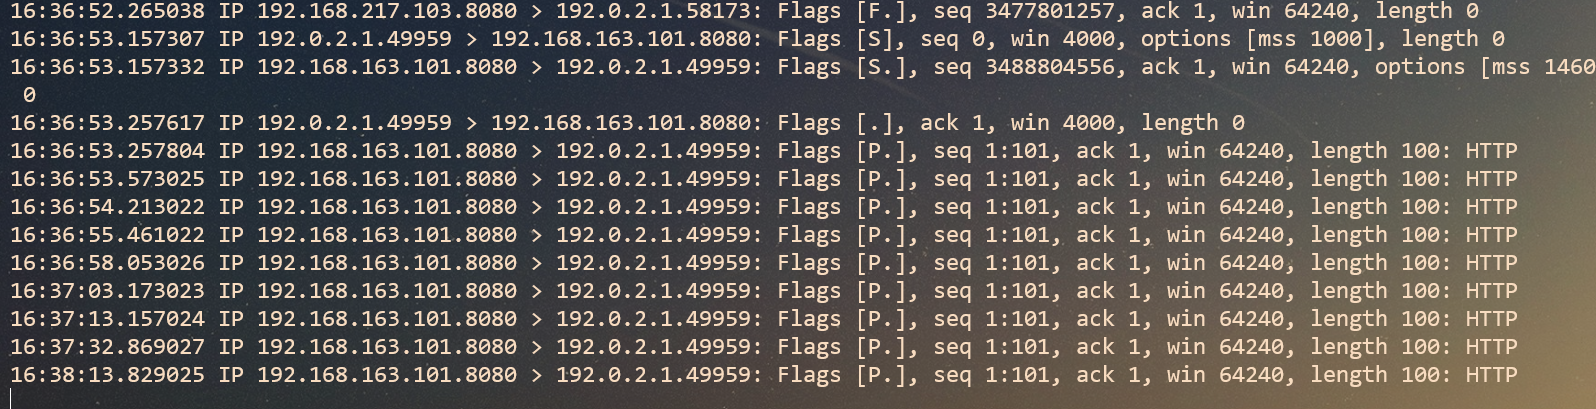 16:36:52.265038 IP 192.168.217.103.8080 > 192.0.2.1.58173: Flags [F.], seq 3477801257, ack 1, win 64240, length 0
16:36:53.157307 IP 192.0.2.1.49959 > 192.168.163.101.8080: Flags [S], seq 0, win 4000, options [mss 1000], length 0
16:36:53.157332 IP 192.168.163.101.8080 > 192.0.2.1.49959: Flags [S.], seq 3488804556, ack 1, win 64240, options [mss 1460
0
16:36:53.257617 IP 192.0.2.1.49959 > 192.168.163.101.8080: Flags [.], ack 1, win 4000, length 0
16:36:53.257804 IP 192.168.163.101.8080 > 192.0.2.1.49959: Flags [P.], seq 1:101, ack 1, win 64240, length 100: HTTP
16:36:53.573025 IP 192.168.163.101.8080 > 192.0.2.1.49959: Flags [P.], seq 1:101, ack 1, win 64240, length 100: HTTP
16:36:54.213022 IP 192.168.163.101.8080 > 192.0.2.1.49959: Flags [P.], seq 1:101, ack 1, win 64240, length 100: HTTP
16:36:55.461022 IP 192.168.163.101.8080 > 192.0.2.1.49959: Flags [P.], seq 1:101, ack 1, win 64240, length 100: HTTP
16:36:58.053026 IP 192.168.163.101.8080 > 192.0.2.1.49959: Flags [P.], seq 1:101, ack 1, win 64240, length 100: HTTP
16:37:03.173023 IP 192.168.163.101.8080 > 192.0.2.1.49959: Flags [P.], seq 1:101, ack 1, win 64240, length 100: HTTP
16:37:13.157024 IP 192.168.163.101.8080 > 192.0.2.1.49959: Flags [P.], seq 1:101, ack 1, win 64240, length 100: HTTP
16:37:32.869027 IP 192.168.163.101.8080 > 192.0.2.1.49959: Flags [P.], seq 1:101, ack 1, win 64240, length 100: HTTP
16:38:13.829025 IP 192.168.163.101.8080 > 192.0.2.1.49959: Flags [P.], seq 1:101, ack 1, win 64240, length 100: HTTP